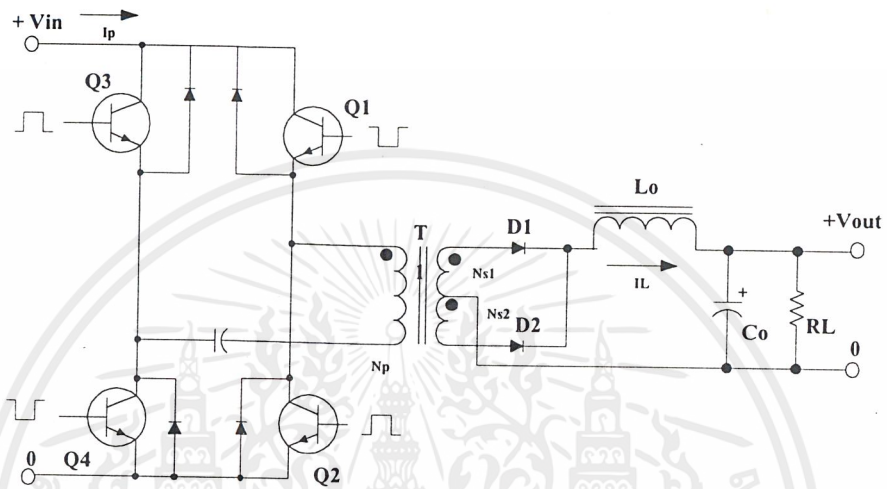 + Vin
Ip
Q3
Q1
Lo
+Vout
T
1
D1
Ns1
IL
Ns2
D2
+
Co
RL
Np
0
Q4
Q2
0